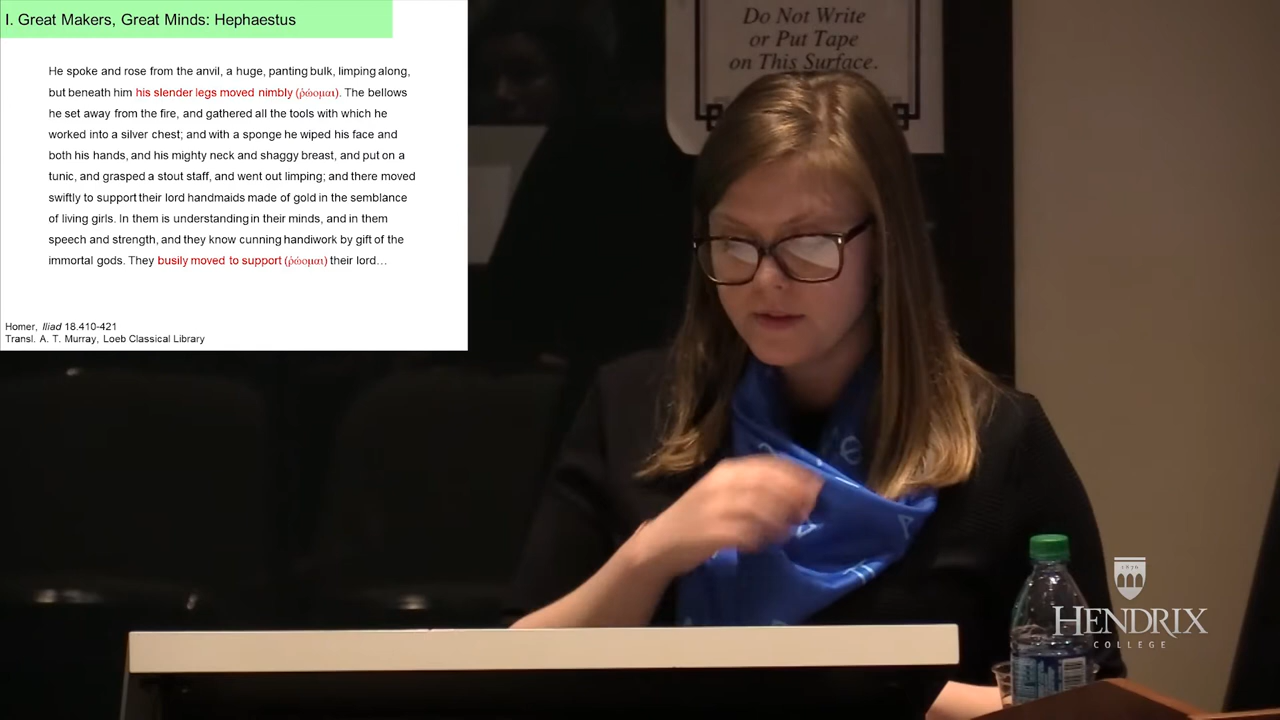 I. Great Makers, Great Minds: Hephaestus
He spoke and rose from the anvil, a huge, panting bulk, limping along,
but beneath him his slender legs moved nimbly (ῥώομαι). The bellows
he set away from the fire, and gathered all the tools with which he
worked into a silver chest; and with a sponge he wiped his face and
both his hands, and his mighty neck and shaggy breast, and put on a
tunic, and grasped a stout staff, and went out limping; and there moved
swiftly to support their lord handmaids made of gold in the semblance
of living girls. In them is understanding in their minds, and in them
speech and strength, and they know cunning handiwork by gift of the
immortal gods. They busily moved to support (ῥώομαι) their lord…
Homer, Iliad 18.410-421
Transl. A. T. Murray, Loeb Classical Library
Do Not Write
or Put Tape
on This Surface.
1876
HENDRIX
COLLEGE